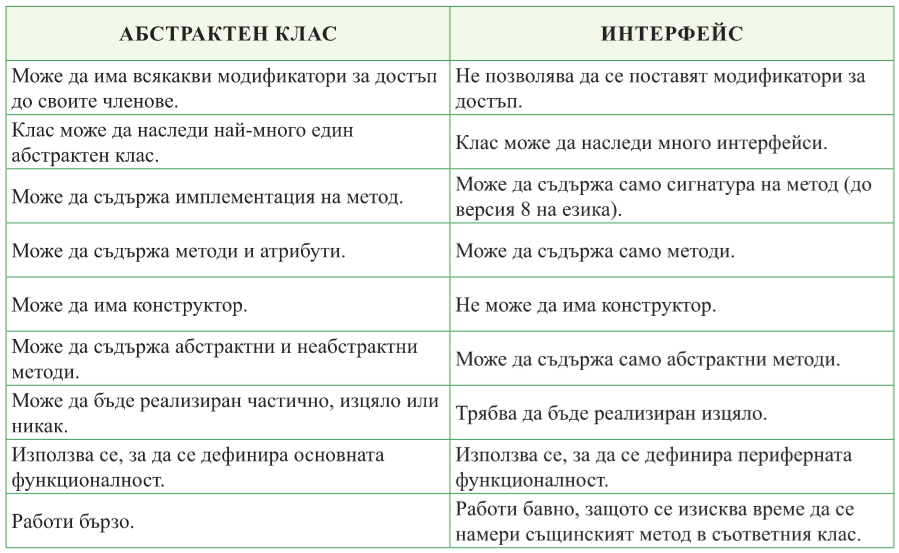 АБСТРАКТЕН КЛАС
ИНТЕРФЕЙС
Може да има всякакви модификатори за достъп
до своите членове.
Не позволява да се поставят модификатори за
достъп.
Клас може да наследи най-много един
абстрактен клас.
Клас може да наследи много интерфейси.
Може да съдържа имплементация на метод.
Може да съдържа само сигнатура на метод (до
версия 8 на езика).
Може да съдържа методи и атрибути.
Може да съдържа само методи.
Може да има конструктор.
Не може да има конструктор.
Може да съдържа абстрактни и неабстрактни
методи.
Може да съдържа само абстрактни методи.
Може да бъде реализиран частично, изцяло или
никак.
Трябва да бъде реализиран изцяло.
Използва се, за да се дефинира основната
функционалност.
Използва се, за да се дефинира периферната
функционалност.
Работи бързо.
Работи бавно, защото се изисква време да се
намери същинският метод в съответния клас.